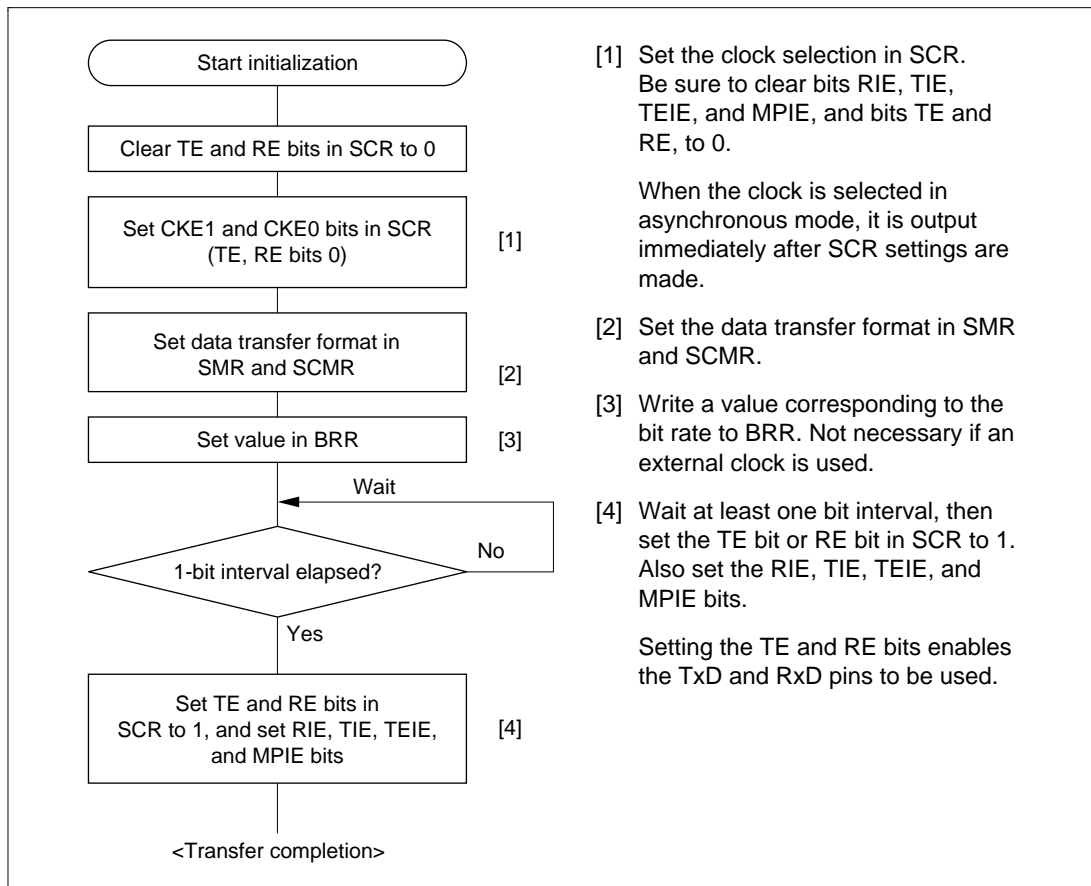 Start initialization
Clear TE and RE bits in SCR to 0
Set CKE1 and CKE0 bits in SCR
(TE, RE bits 0)
[1]
Set data transfer format in
SMR and SCMR
[2]
Set value in BRR
[3]
Wait
1-bit interval elapsed?
No
Yes
Set TE and RE bits in
SCR to 1, and set RIE, TIE, TEIE,
and MPIE bits
[4]
<Transfer completion>
[1] Set the clock selection in SCR.
Be sure to clear bits RIE, TIE,
TEIE, and MPIE, and bits TE and
RE, to 0.
When the clock is selected in
asynchronous mode, it is output
immediately after SCR settings are
made.
[2] Set the data transfer format in SMR
and SCMR.
[3] Write a value corresponding to the
bit rate to BRR. Not necessary if an
external clock is used.
[4] Wait at least one bit interval, then
set the TE bit or RE bit in SCR to 1.
Also set the RIE, TIE, TEIE, and
MPIE bits.
Setting the TE and RE bits enables
the TxD and RxD pins to be used.